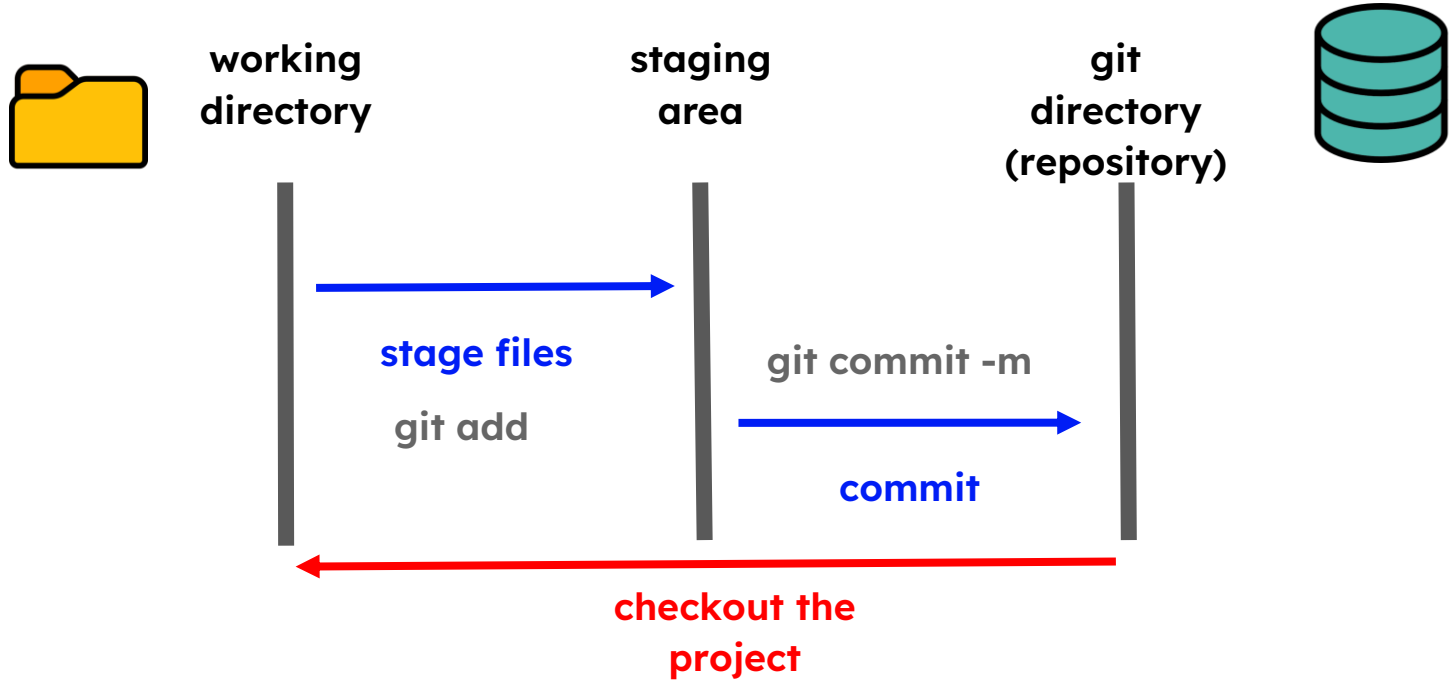 working
directory
staging
area
git
directory
(repository)
stage files
git add
git commit -m
commit
checkout the
project